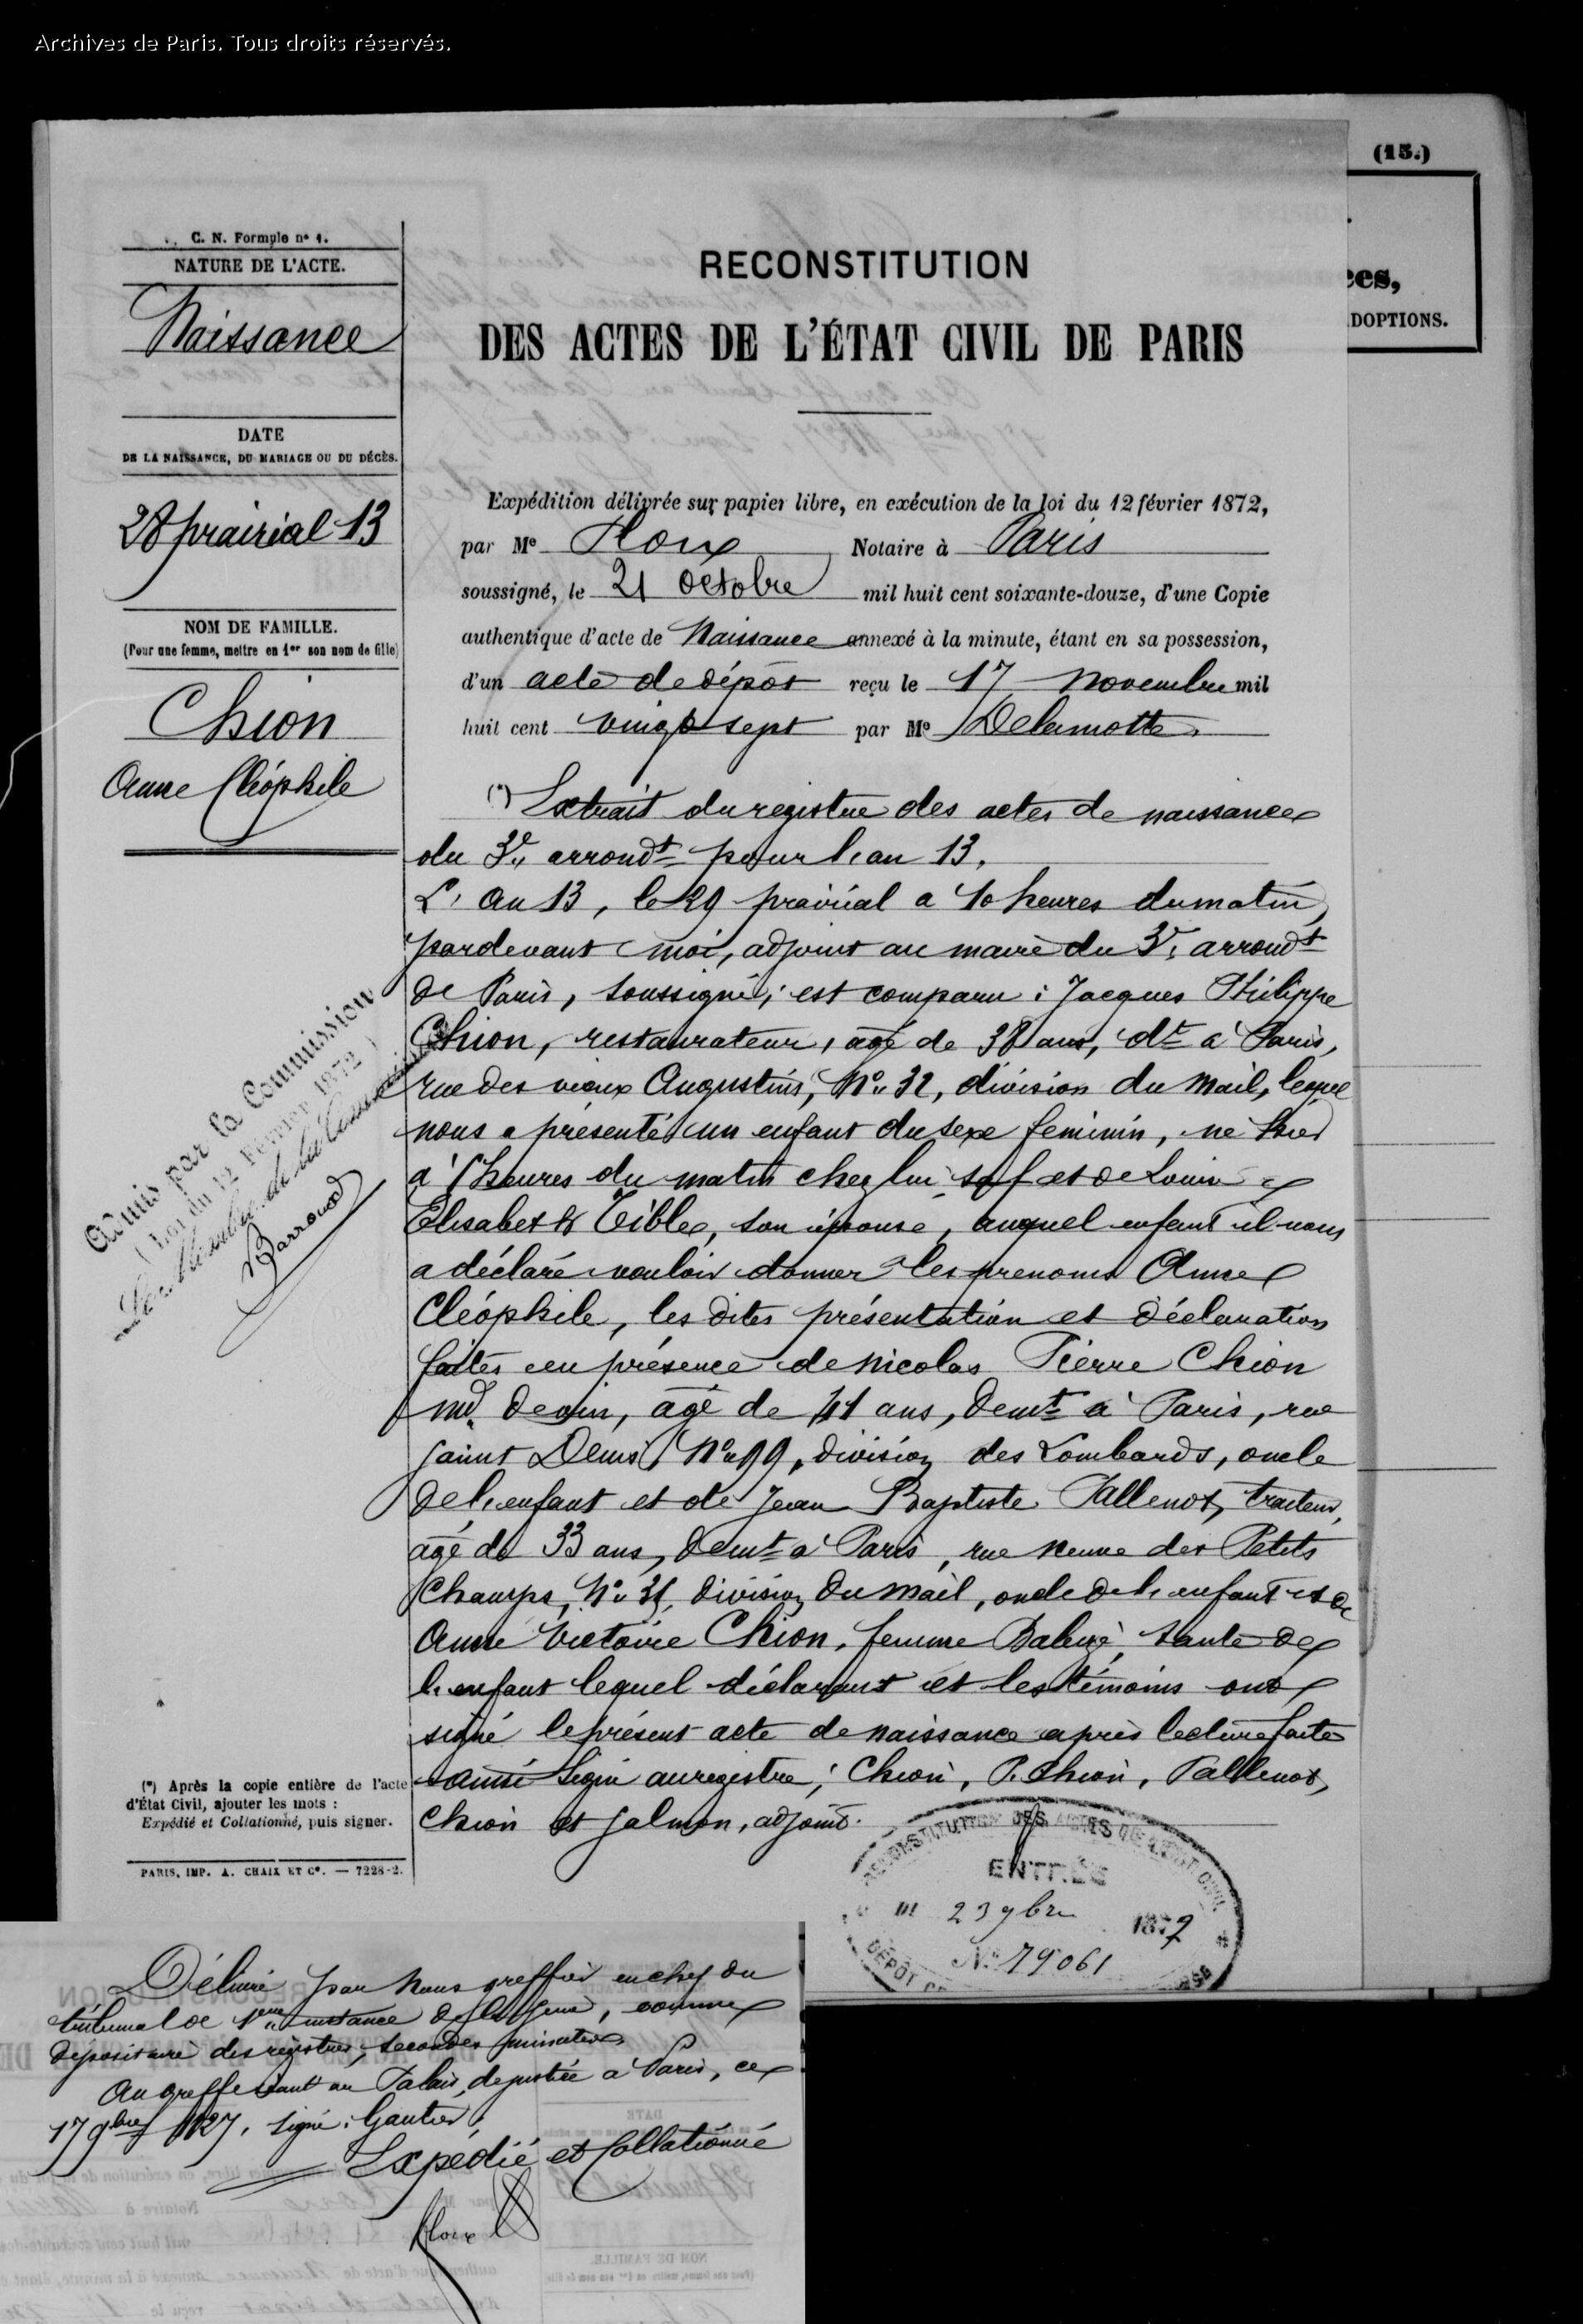 Archives de Paris. Tous droits réservés.
(15.)
ces,
DOPTIONS.
C. N. Formule nº 1.
NATURE DE L'ACTE.
Naissance
DATE
DE LA NAISSANCE, DU MARIAGE OU DU DÉCÈS.
28 prairial 13
NOM DE FAMILLE.
(Pour une femme, mettre en 1er son nom de fille)
Chion
Anne Cléophile
RECONSTITUTION
DES ACTES DE L'ÉTAT CIVIL DE PARIS
Expédition délivrée sur papier libre, en exécution de la loi du 12 février 1872,
par Me Notaire à Paris
soussigné, le 21 octobre mil huit cent soixante-douze, d'une Copie
authentique d'acte de Naissance annexé à la minute, étant en sa possession,
d'un acte de dépôt reçu le 17 novembre mil
huit cent vingt sept par Me Delamotte
(*) Extrait du registre des actes de naissance
du 3e arrondt pour l'an 13.
L'an 13, le 29 prairial a 10 heures du matin,
pardevant moi, adjoint au maire du 3e arrondt
de Paris, soussigné, est comparu : Jacques Philippe
Chion, restaurateur, agé de 38 ans, dt à Paris,
rue des vieux Augustins, No 32, division du Mail, lequel
nous a présenté un enfant du sexe feminin, né hier
à heures du matin chez lui, et de Louise
Elisabeth Tible, son épouse, auquel enfant il nous
a déclaré vouloir donner les prenoms Anne
Cléophile, les dites présentation et déclaration
faites en présence de Nicolas Pierre Chion
md de vin, agé de 41 ans, demt à Paris, rue
saint Denis No 99, division des Lombards, oncle
de l'enfant et de Jean Baptiste Pallenot, traiteur,
agé de 33 ans, demt à Paris, rue neuve des Petits
Champs, No 31, division du Mail, oncle de l'enfant et de
Anne Victoire Chion, femme tante de
l'enfant lequel déclarant et les témoins ont
signé le présent acte de naissance après lecture faite
ainsi signé au registre ; Chion, P. Chion, Pallenot,
Chion et Jalmon, adjoint.
Admis par la Commission
(Loi du 12 Février 1872)
Le Membre de la Commission
Barroud
(*) Après la copie entière de l'acte
d'État Civil, ajouter les mots :
Expédié et Collationné, puis signer.
PARIS, IMP. A. CHAIX ET Cie. — 7228-2.
RECONSTITUTION DES ACTES DE L'ETAT CIVIL
ENTRÉE
23 9bre 1872
No 79061
DÉPÔT
Délivré par nous greffier en chef du
tribunal de 1ere instance de la Seine, comme
dépositaire des registres, secondes minutes
Au greffe séant au Palais de justice à Paris, ce
17 9bre 1827, signé : Gautier,
Expédié et Collationné